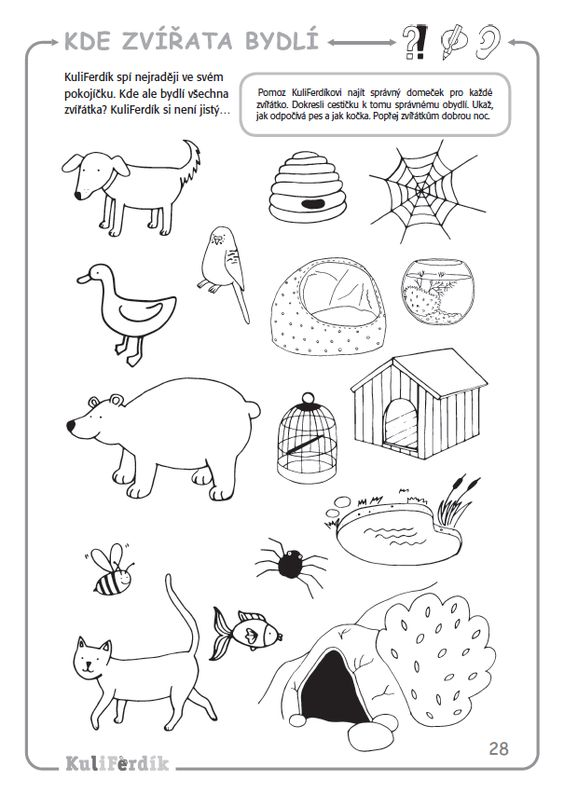 KDE ZVÍŘATA BYDLÍ
KuliFerdík spí nejraději ve svém
pokojíčku. Kde ale bydlí všechna
zvířátka? KuliFerdík si není jistý…
Pomoz KuliFerdíkovi najít správný domeček pro každé
zvířátko. Dokresli cestičku k tomu správnému obydlí. Ukaž,
jak odpočívá pes a jak kočka. Popřej zvířátkům dobrou noc.
28
KuliFèrdík